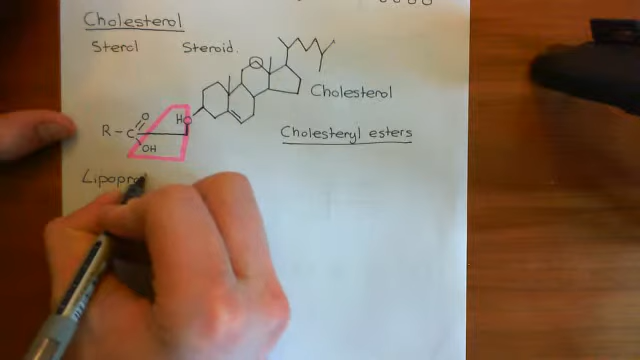 Cholesterol
Sterol Steroid.
Cholesterol
R-C
O
OH
HO
Cholesteryl esters
Lipopro